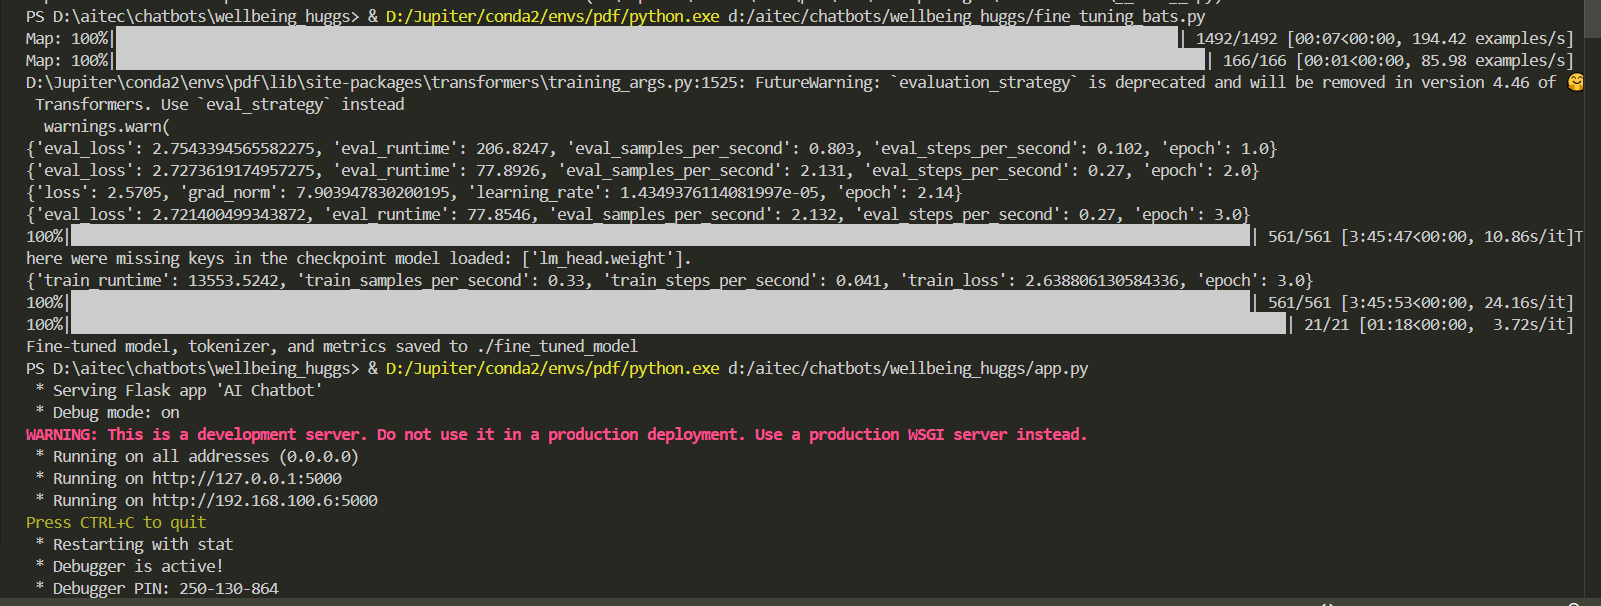 PS D:\aitec\chatbots\wellbeing_huggs> & D:/Jupiter/conda2/envs/pdf/python.exe d:/aitec/chatbots/wellbeing_huggs/fine_tuning_bats.py
Map: 100%|| 1492/1492 [00:07<00:00, 194.42 examples/s]
Map: 100%|| 166/166 [00:01<00:00, 85.98 examples/s]
D:\Jupiter\conda2\envs\pdf\lib\site-packages\transformers\training_args.py:1525: FutureWarning: `evaluation_strategy` is deprecated and will be removed in version 4.46 of 🤗
Transformers. Use `eval_strategy` instead
warnings.warn(
{'eval_loss': 2.7543394565582275, 'eval_runtime': 206.8247, 'eval_samples_per_second': 0.803, 'eval_steps_per_second': 0.102, 'epoch': 1.0}
{'eval_loss': 2.7273619174957275, 'eval_runtime': 77.8926, 'eval_samples_per_second': 2.131, 'eval_steps_per_second': 0.27, 'epoch': 2.0}
{'loss': 2.5705, 'grad_norm': 7.903947830200195, 'learning_rate': 1.4349376114081997e-05, 'epoch': 2.14}
{'eval_loss': 2.721400499343872, 'eval_runtime': 77.8546, 'eval_samples_per_second': 2.132, 'eval_steps_per_second': 0.27, 'epoch': 3.0}
100%|| 561/561 [3:45:47<00:00, 10.86s/it]T
here were missing keys in the checkpoint model loaded: ['lm_head.weight'].
{'train_runtime': 13553.5242, 'train_samples_per_second': 0.33, 'train_steps_per_second': 0.041, 'train_loss': 2.638806130584336, 'epoch': 3.0}
100%|| 561/561 [3:45:53<00:00, 24.16s/it]
100%|| 21/21 [01:18<00:00,  3.72s/it]
Fine-tuned model, tokenizer, and metrics saved to ./fine_tuned_model
PS D:\aitec\chatbots\wellbeing_huggs> & D:/Jupiter/conda2/envs/pdf/python.exe d:/aitec/chatbots/wellbeing_huggs/app.py
* Serving Flask app 'AI Chatbot'
* Debug mode: on
WARNING: This is a development server. Do not use it in a production deployment. Use a production WSGI server instead.
* Running on all addresses (0.0.0.0)
* Running on http://127.0.0.1:5000
* Running on http://192.168.100.6:5000
Press CTRL+C to quit
* Restarting with stat
* Debugger is active!
* Debugger PIN: 250-130-864